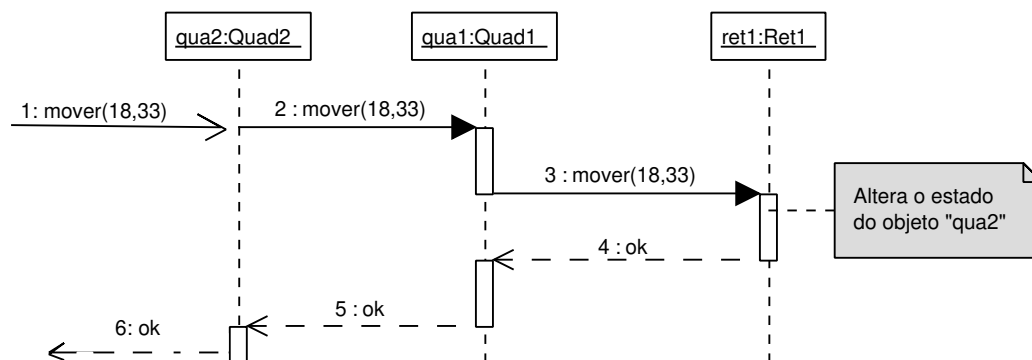 qua2:Quad2
qua1:Quad1
ret1:Ret1
1: mover(18,33)
2 : mover(18,33)
3 : mover(18,33)
Altera o estado
do objeto "qua2"
4 : ok
5 : ok
6: ok